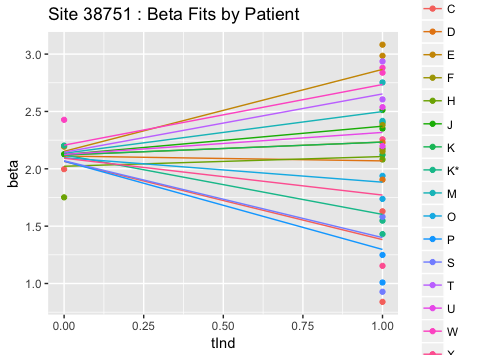 Site 38751 : Beta Fits by Patient
beta
3.0
2.5
2.0
1.5
1.0
0.00 0.25 0.50 0.75 1.00
tInd
C
D
E
F
H
J
K
K*
M
O
P
S
T
U
W